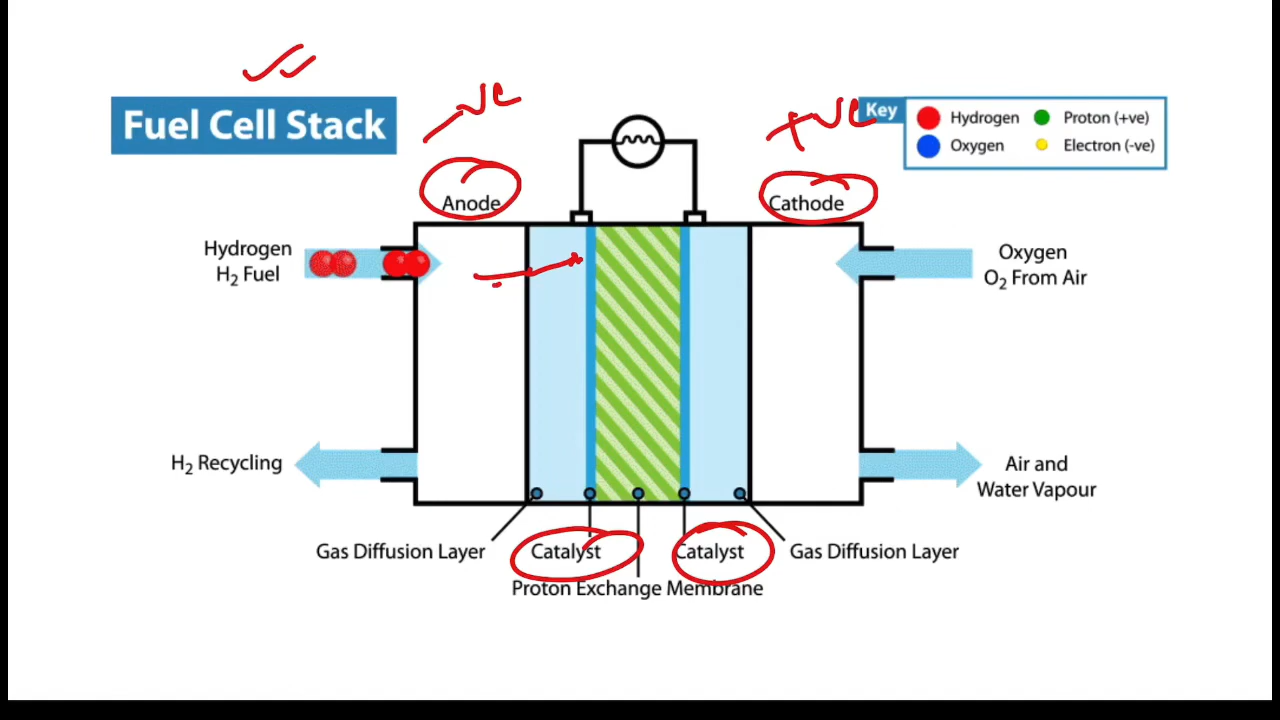 Fuel Cell Stack
-ve
+ve
Key
Hydrogen
Proton (+ve)
Oxygen
Electron (-ve)
Anode
Cathode
Hydrogen
H₂ Fuel
Oxygen
O₂ From Air
H₂ Recycling
Air and
Water Vapour
Gas Diffusion Layer
Catalyst
Catalyst
Gas Diffusion Layer
Proton Exchange Membrane